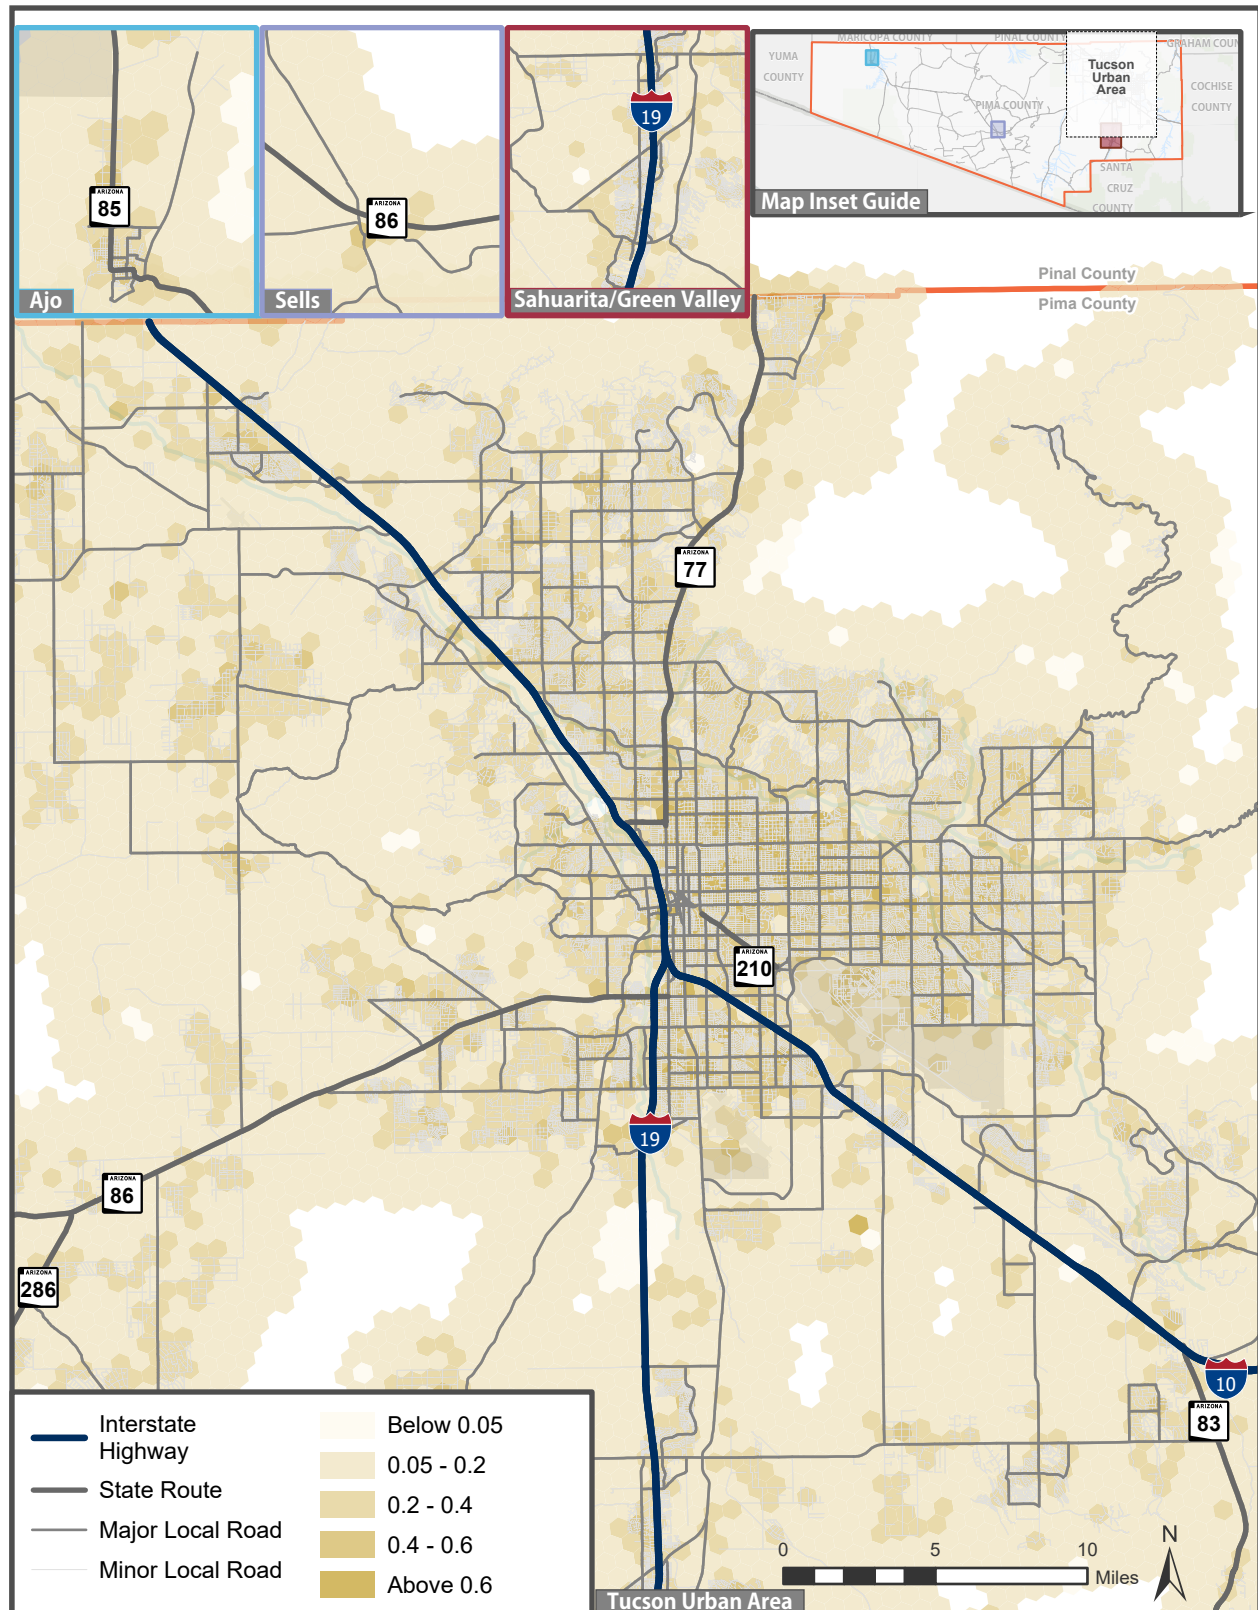 ARIZONA
85
Ajo
ARIZONA
86
Sells
19
Sahuarita/Green Valley
MARICOPA COUNTY
PINAL COUNTY
GRAHAM COUN
YUMA
COUNTY
Tucson
Urban
Area
COCHISE
COUNTY
PIMA COUNTY
SANTA
CRUZ
COUNTY
Map Inset Guide
Pinal County
Pima County
ARIZONA
77
ARIZONA
210
19
ARIZONA
86
ARIZONA
286
10
ARIZONA
83
Interstate
Highway
State Route
Major Local Road
Minor Local Road
Below 0.05
0.05 - 0.2
0.2 - 0.4
0.4 - 0.6
Above 0.6
0 5 10
Miles
N
Tucson Urban Area